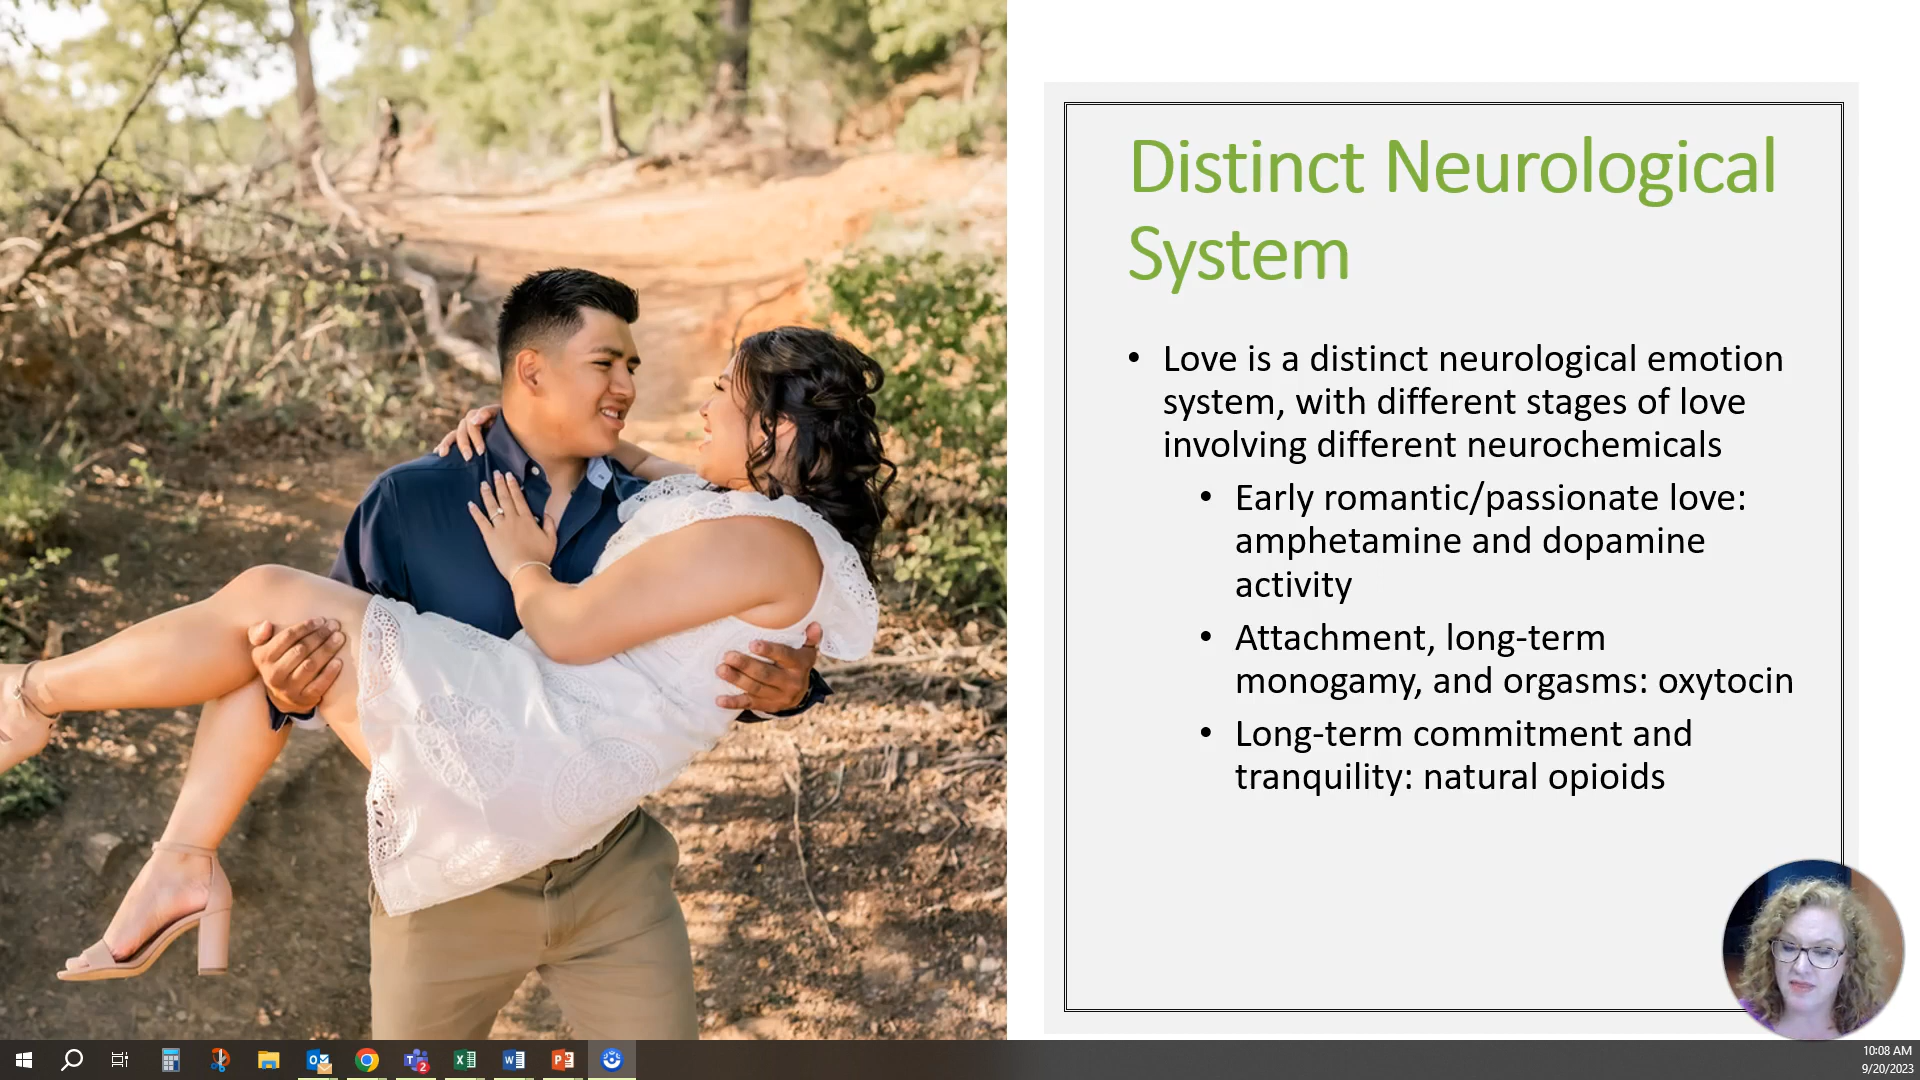 Distinct Neurological
System
• Love is a distinct neurological emotion
system, with different stages of love
involving different neurochemicals
• Early romantic/passionate love:
amphetamine and dopamine
activity
• Attachment, long-term
monogamy, and orgasms: oxytocin
• Long-term commitment and
tranquility: natural opioids
10:08 AM
9/20/2023